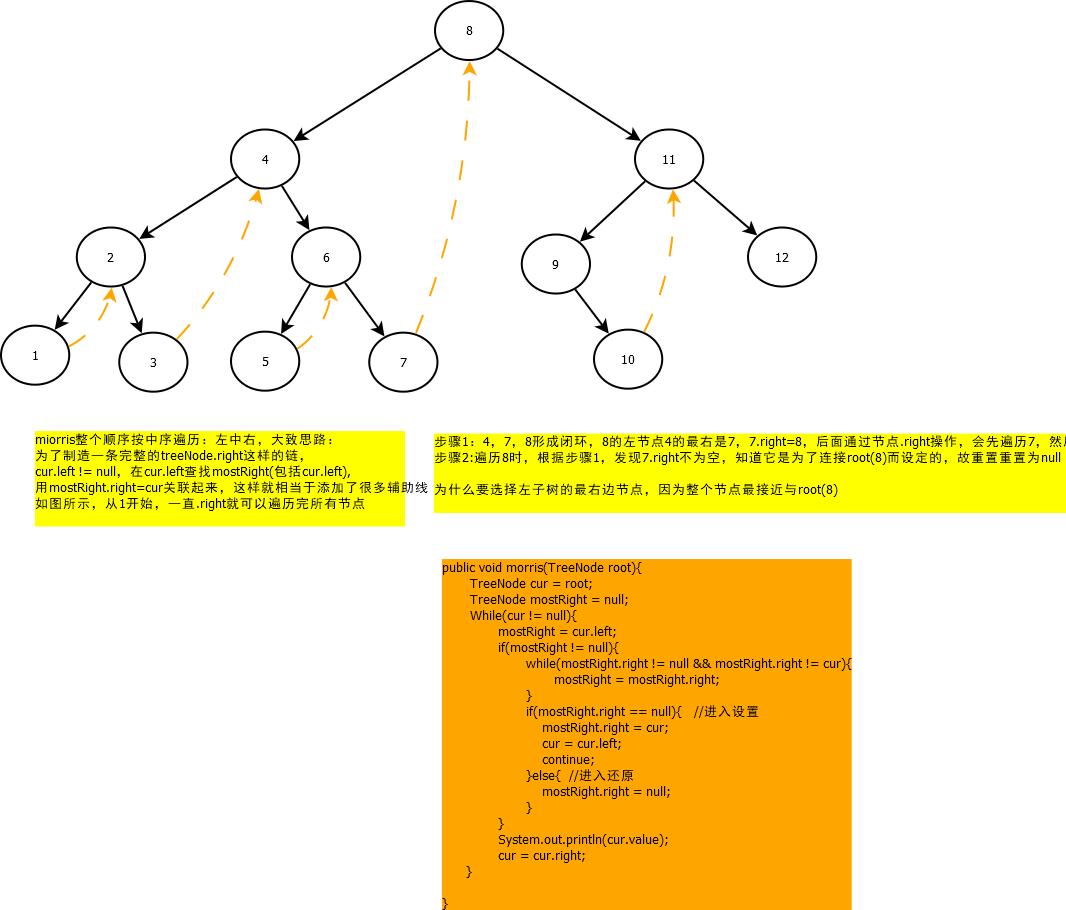 8
4
11
2
6
9
12
1
3
5
7
10
miorris整个顺序按中序遍历：左中右，大致思路：
为了制造一条完整的treeNode.right这样的链，
cur.left != null，在cur.left查找mostRight(包括cur.left),
用mostRight.right=cur关联起来，这样就相当于添加了很多辅助线
如图所示，从1开始，一直.right就可以遍历完所有节点
步骤1：4，7，8形成闭环，8的左节点4的最右是7，7.right=8，后面通过节点.right操作，会先遍历7，然
步骤2:遍历8时，根据步骤1，发现7.right不为空，知道它是为了连接root(8)而设定的，故重置重置为null
为什么要选择左子树的最右边节点，因为整个节点最接近与root(8)
public void morris(TreeNode root){
TreeNode cur = root;
TreeNode mostRight = null;
While(cur != null){
mostRight = cur.left;
if(mostRight != null){
while(mostRight.right != null && mostRight.right != cur){
mostRight = mostRight.right;
}
if(mostRight.right == null){ //进入设置
mostRight.right = cur;
cur = cur.left;
continue;
}else{ //进入还原
mostRight.right = null;
}
}
System.out.println(cur.value);
cur = cur.right;
}
}